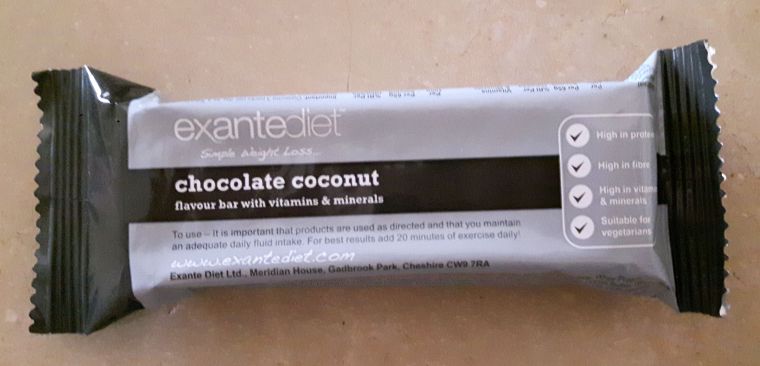 exantediet™
Simple Weight Loss...
chocolate coconut
flavour bar with vitamins & minerals
To use – It is important that products are used as directed and that you maintain
an adequate daily fluid intake. For best results add 20 minutes of exercise daily!
www.exantediet.com
Exante Diet Ltd., Meridian House, Gadbrook Park, Cheshire CW9 7RA
High in prote
High in fibre
High in vitam
& minerals
Suitable for
vegetarians